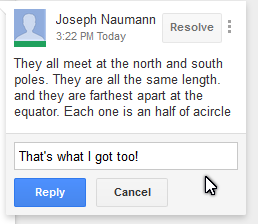 Joseph Naumann
3:22 PM Today
Resolve
They all meet at the north and south
poles. They are all the same length.
and they are farthest apart at the
equator. Each one is an half of acircle
That's what I got too!
Reply
Cancel